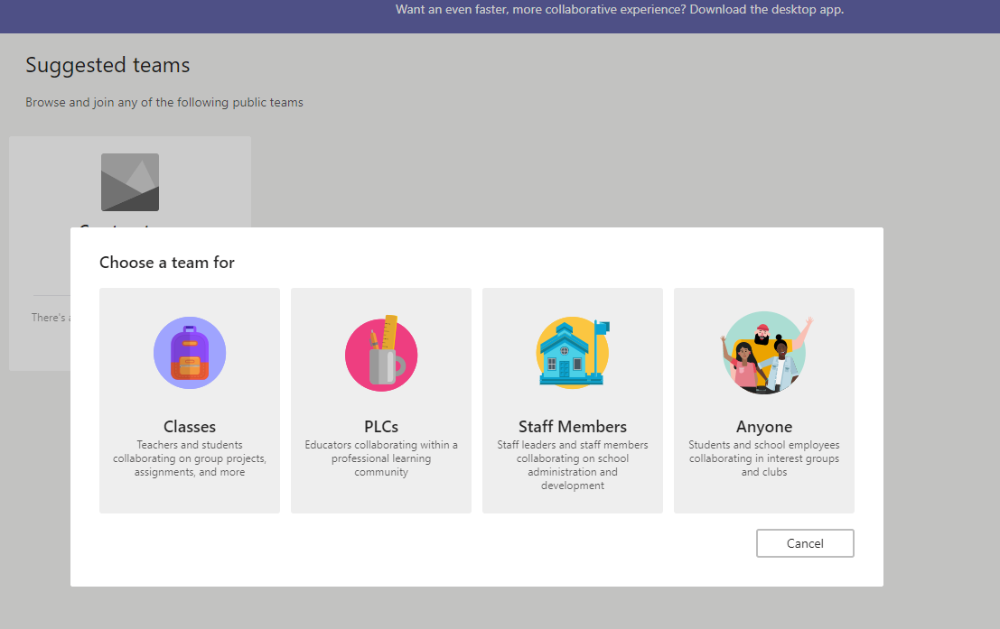 Want an even faster, more collaborative experience? Download the desktop app.
Suggested teams
Browse and join any of the following public teams
There's
Choose a team for
Classes
Teachers and students
collaborating on group projects,
assignments, and more
PLCs
Educators collaborating within a
professional learning
community
Staff Members
Staff leaders and staff members
collaborating on school
administration and
development
Anyone
Students and school employees
collaborating in interest groups
and clubs
Cancel